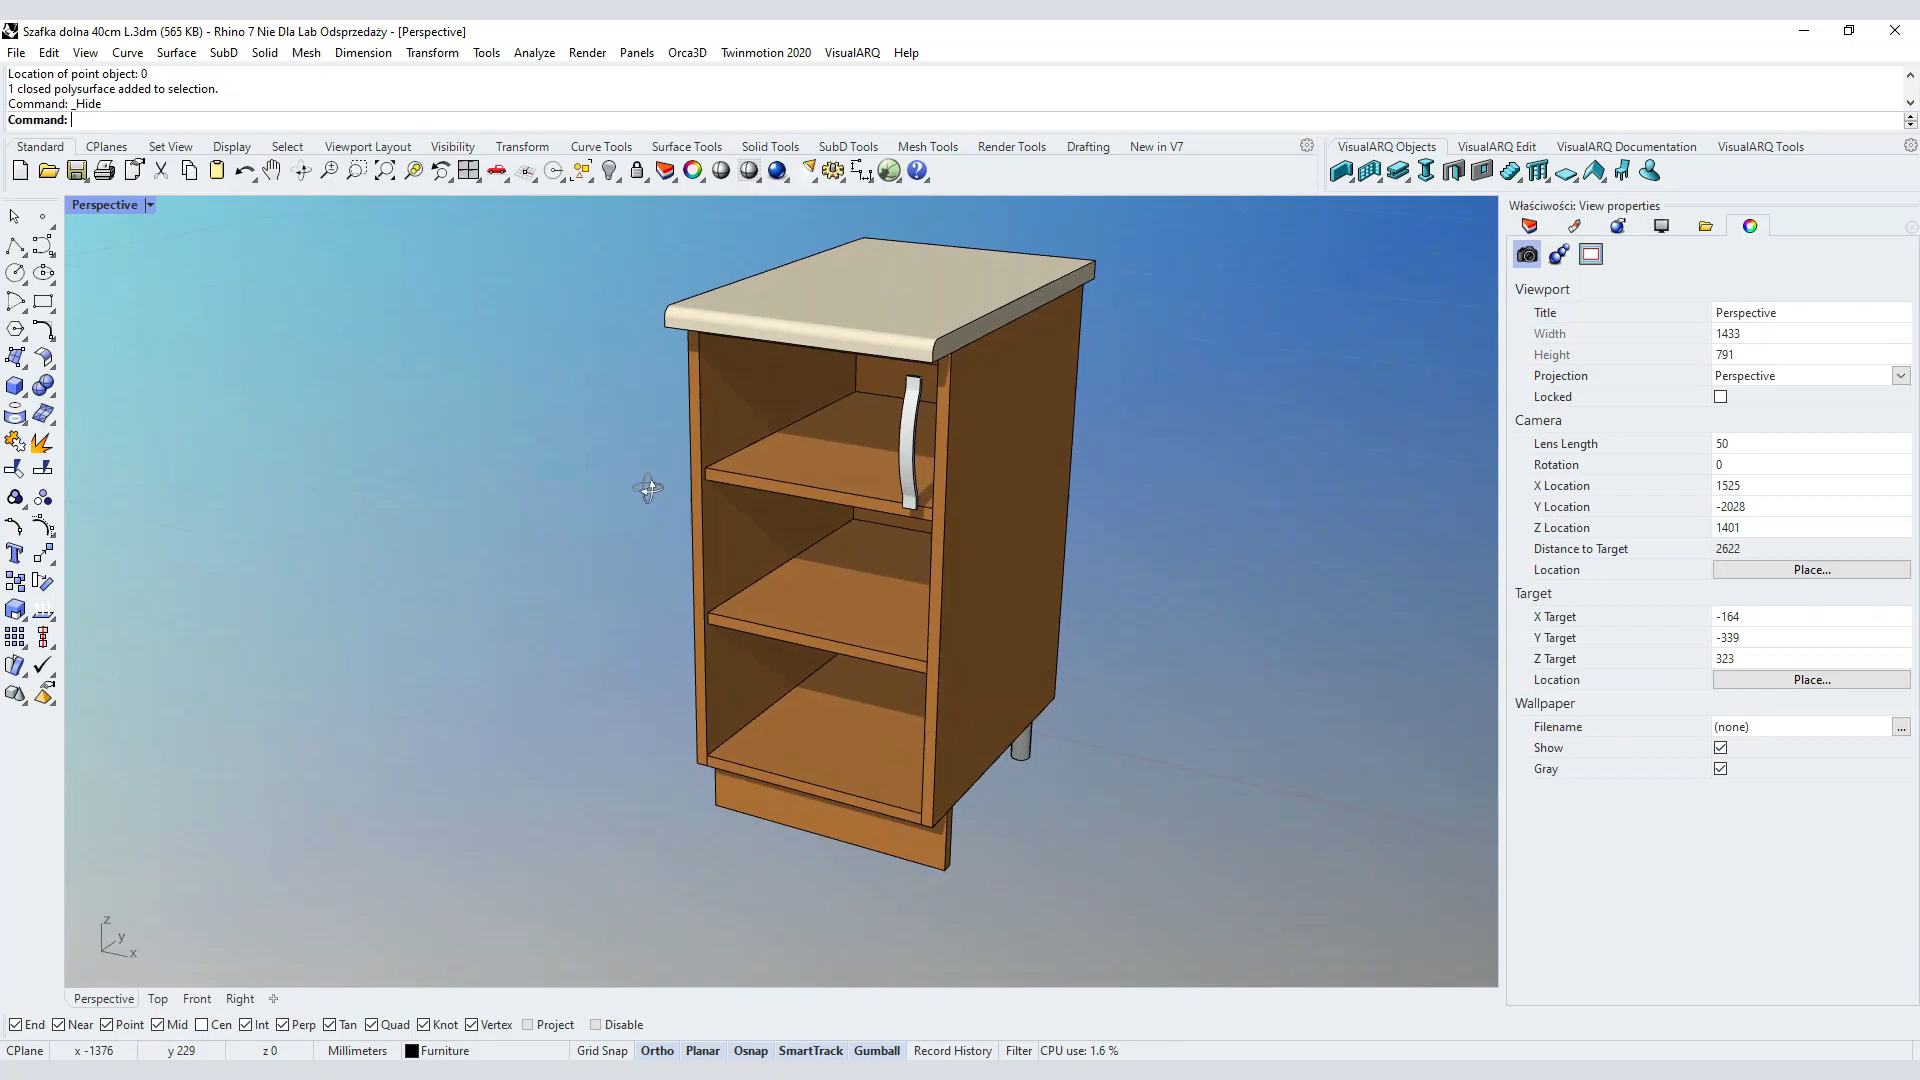 Szafka dolna 40cm L.3dm (565 KB) - Rhino 7 Nie Dla Lab Odsprzedaży - [Perspective]
File Edit View Curve Surface SubD Solid Mesh Dimension Transform Tools Analyze Render Panels Orca3D Twinmotion 2020 VisualARQ Help
Location of point object: 0
1 closed polysurface added to selection.
Command: _Hide
Command:
Standard CPlanes Set View Display Select Viewport Layout Visibility Transform Curve Tools Surface Tools Solid Tools SubD Tools Mesh Tools Render Tools Drafting New in V7
VisualARQ Objects VisualARQ Edit VisualARQ Documentation VisualARQ Tools
Perspective
Właściwości: View properties
Viewport
Title Perspective
Width 1433
Height 791
Projection Perspective
Locked
Camera
Lens Length 50
Rotation 0
X Location 1525
Y Location -2028
Z Location 1401
Distance to Target 2622
Location Place...
Target
X Target -164
Y Target -339
Z Target 323
Location Place...
Wallpaper
Filename (none) ...
Show
Gray
z
y
x
Perspective Top Front Right
End Near Point Mid Cen Int Perp Tan Quad Knot Vertex Project Disable
CPlane x -1376 y 229 z 0 Millimeters Furniture Grid Snap Ortho Planar Osnap SmartTrack Gumball Record History Filter CPU use: 1.6 %